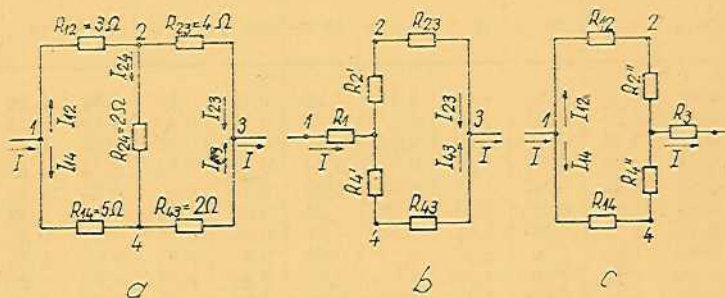 R12 = 3Ω 2 R23 = 4Ω
I24
I12
R24 = 2Ω
I23
1
3
I
I14
I
R14 = 5Ω R43 = 2Ω
4
a
2 R23
R2'
I23
1 R1
3
I
I43
I
R4'
4 R43
b
R12 2
R2''
I12
1
R3
I
I14
R4''
R14 4
c